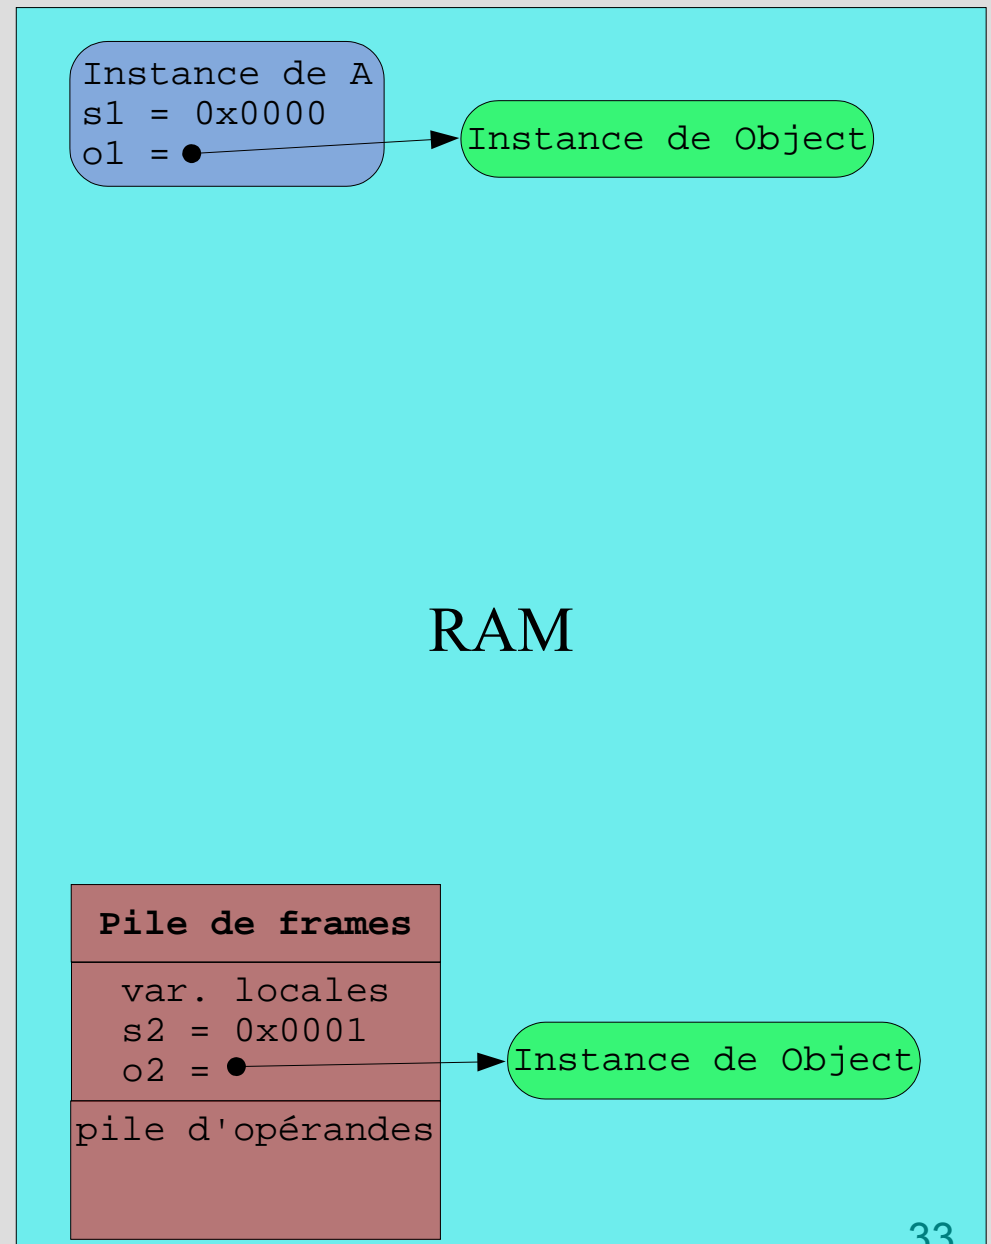 Instance de A
s1 = 0x0000
o1 =
Instance de Object
RAM
Pile de frames
var. locales
s2 = 0x0001
o2 =
Instance de Object
pile d'opérandes
33